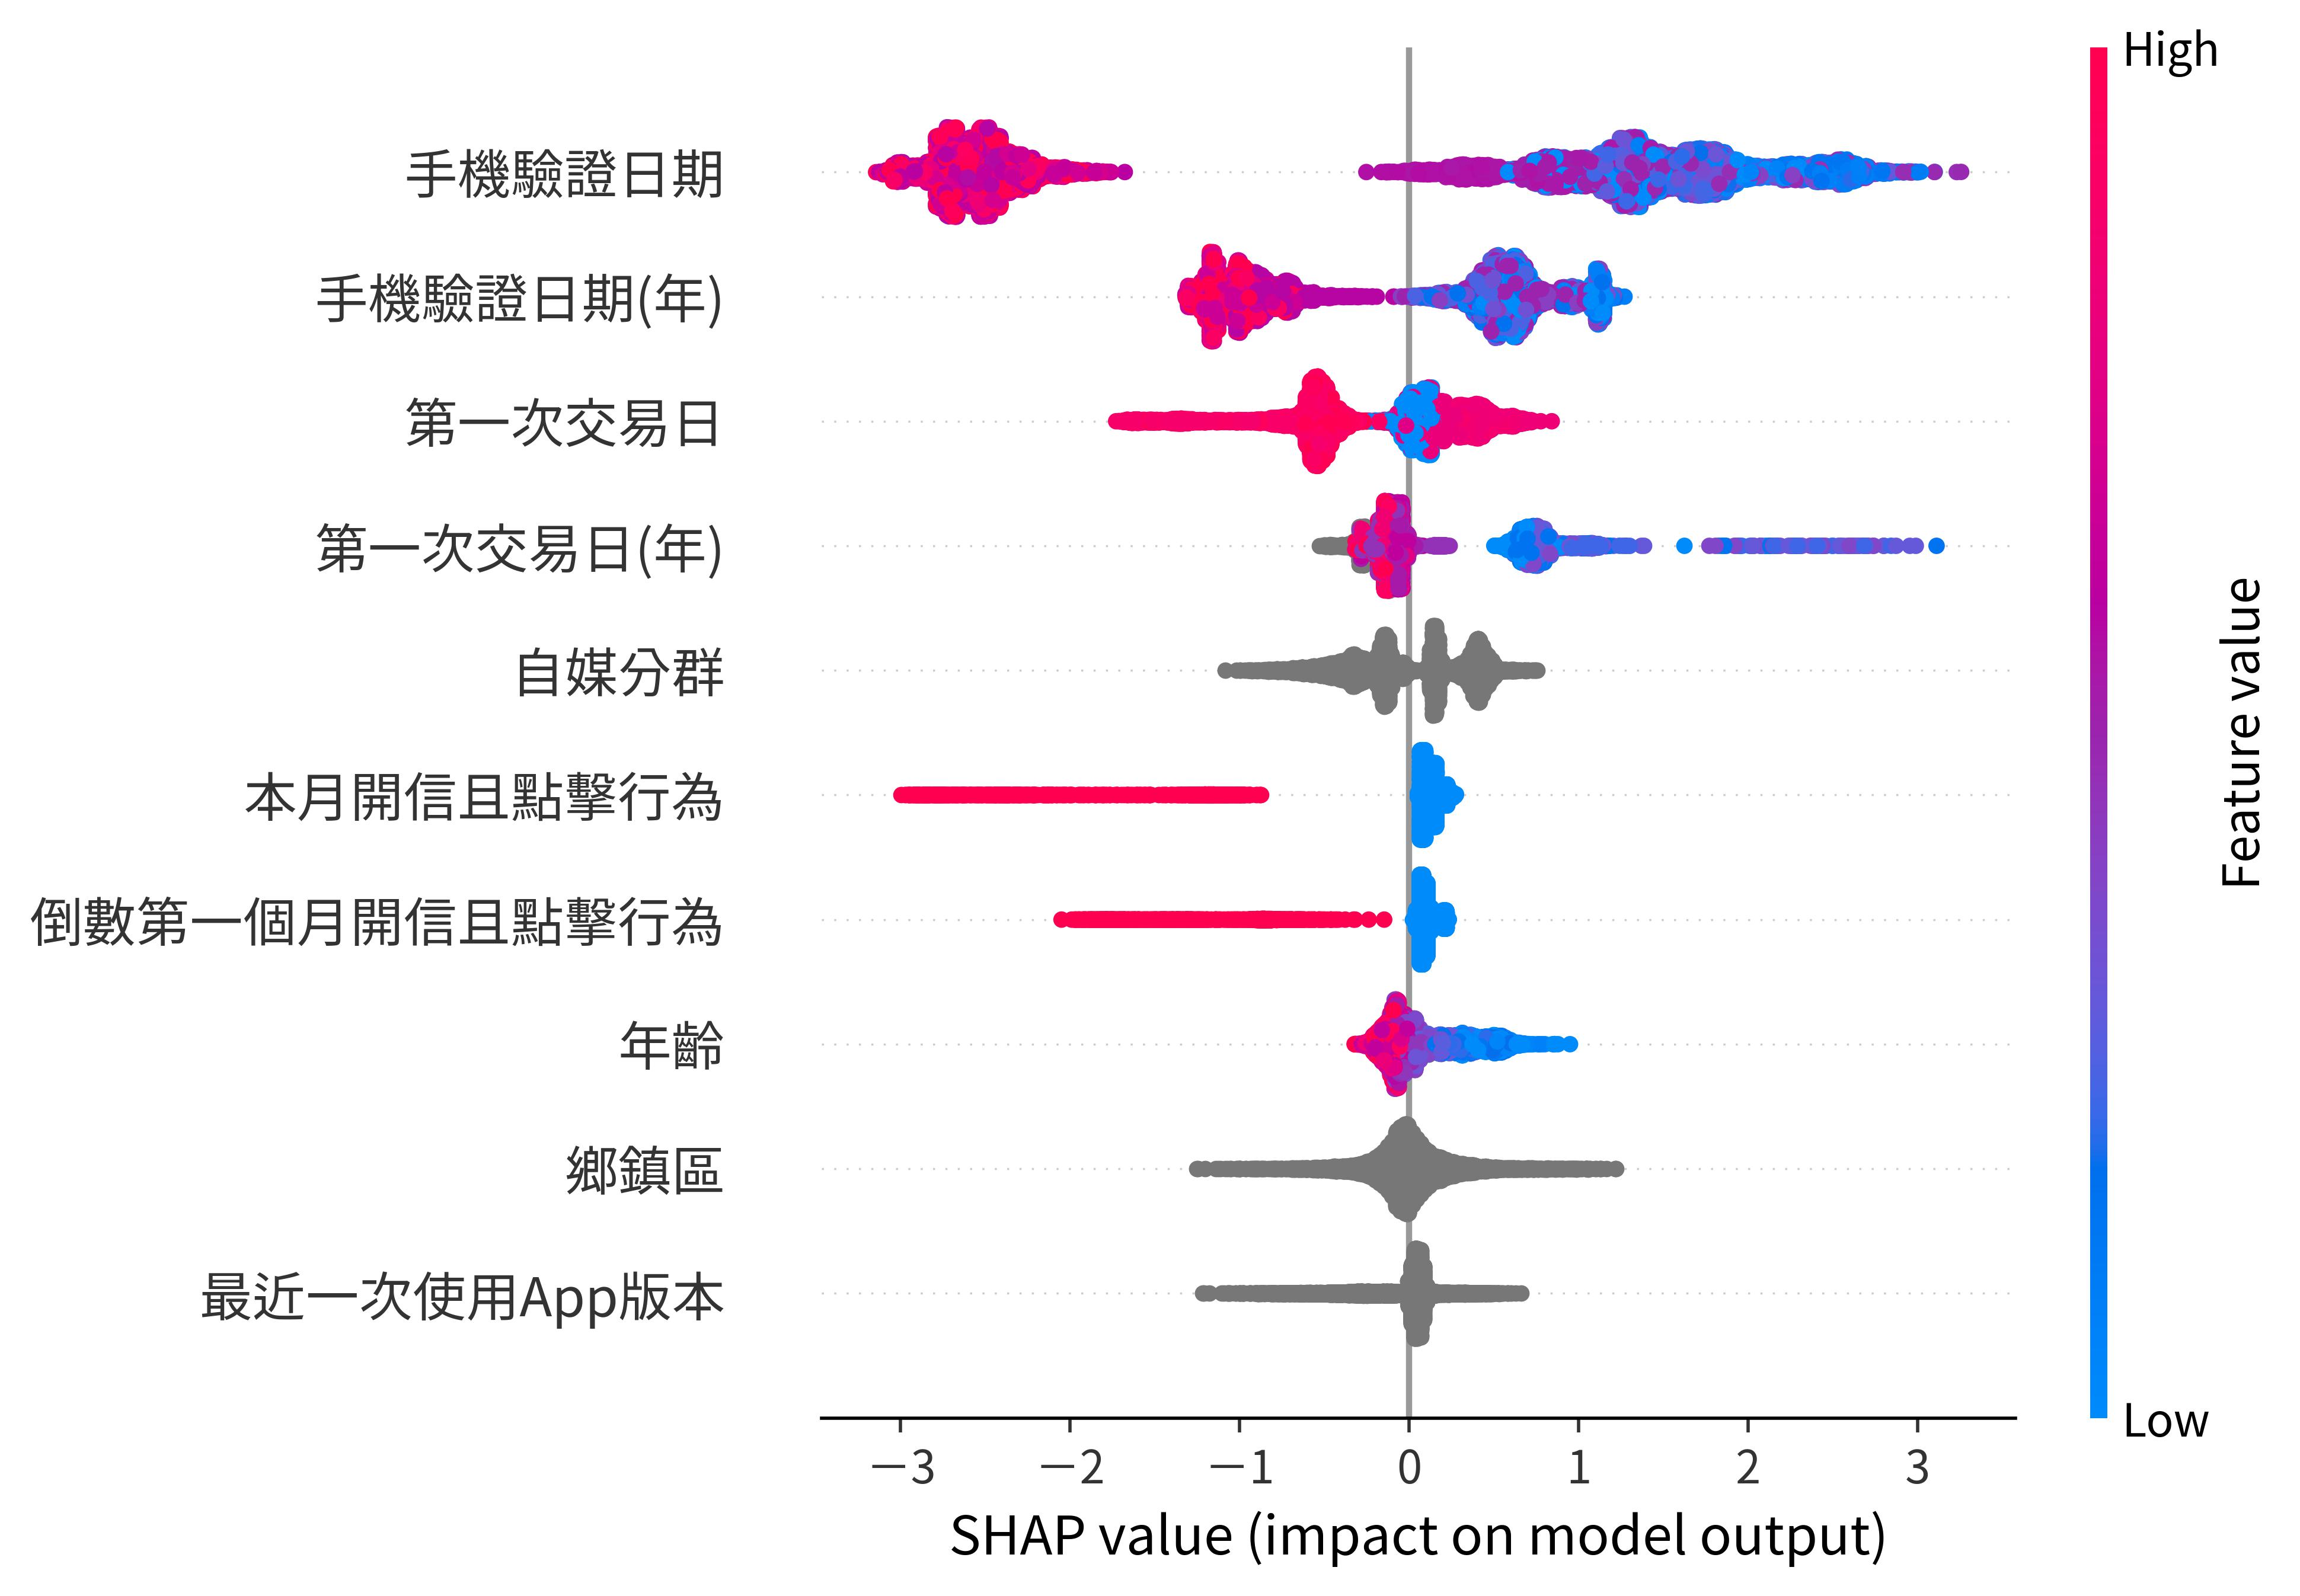 High
手機驗證日期
手機驗證日期(年)
第一次交易日
第一次交易日(年)
自媒分群
本月開信且點擊行為
倒數第一個月開信且點擊行為
年齡
鄉鎮區
最近一次使用App版本
Feature value
Low
−3 −2 −1 0 1 2 3
SHAP value (impact on model output)